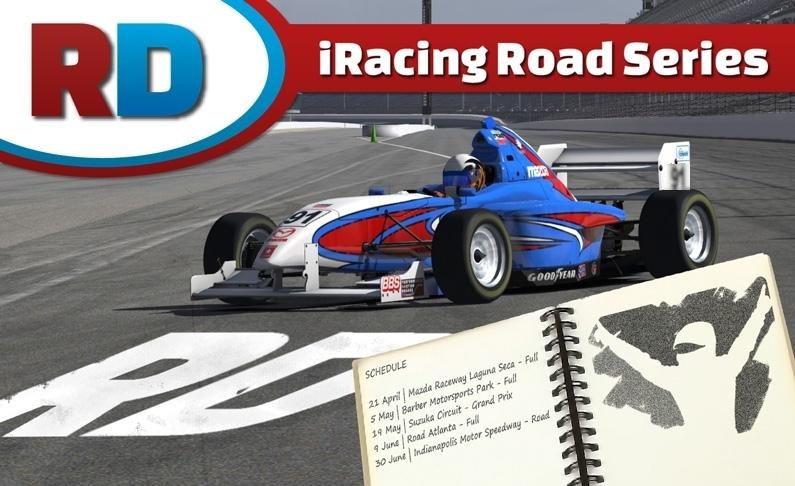 RD
iRacing Road Series
91
mazda
GOODYEAR
BBS
RD
SCHEDULE
21 April | Mazda Raceway Laguna Seca - Full
5 May | Barber Motorsports Park - Full
19 May | Suzuka Circuit - Grand Prix
9 June | Road Atlanta - Full
30 June | Indianapolis Motor Speedway - Road